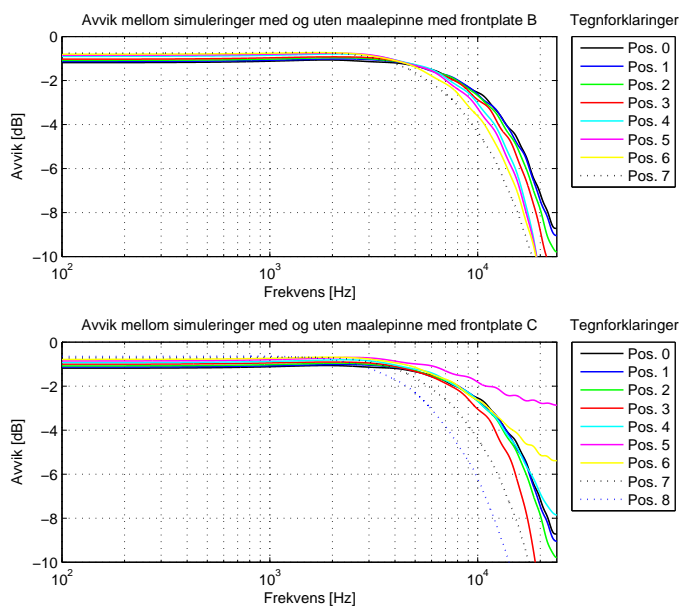 Avvik mellom simuleringer med og uten maalepinne med frontplate B
Tegnforklaringer
0
−2
−4
−6
−8
−10
Avvik [dB]
10^2
10^3
10^4
Frekvens [Hz]
Pos. 0
Pos. 1
Pos. 2
Pos. 3
Pos. 4
Pos. 5
Pos. 6
Pos. 7
Avvik mellom simuleringer med og uten maalepinne med frontplate C
Tegnforklaringer
0
−2
−4
−6
−8
−10
Avvik [dB]
10^2
10^3
10^4
Frekvens [Hz]
Pos. 0
Pos. 1
Pos. 2
Pos. 3
Pos. 4
Pos. 5
Pos. 6
Pos. 7
Pos. 8